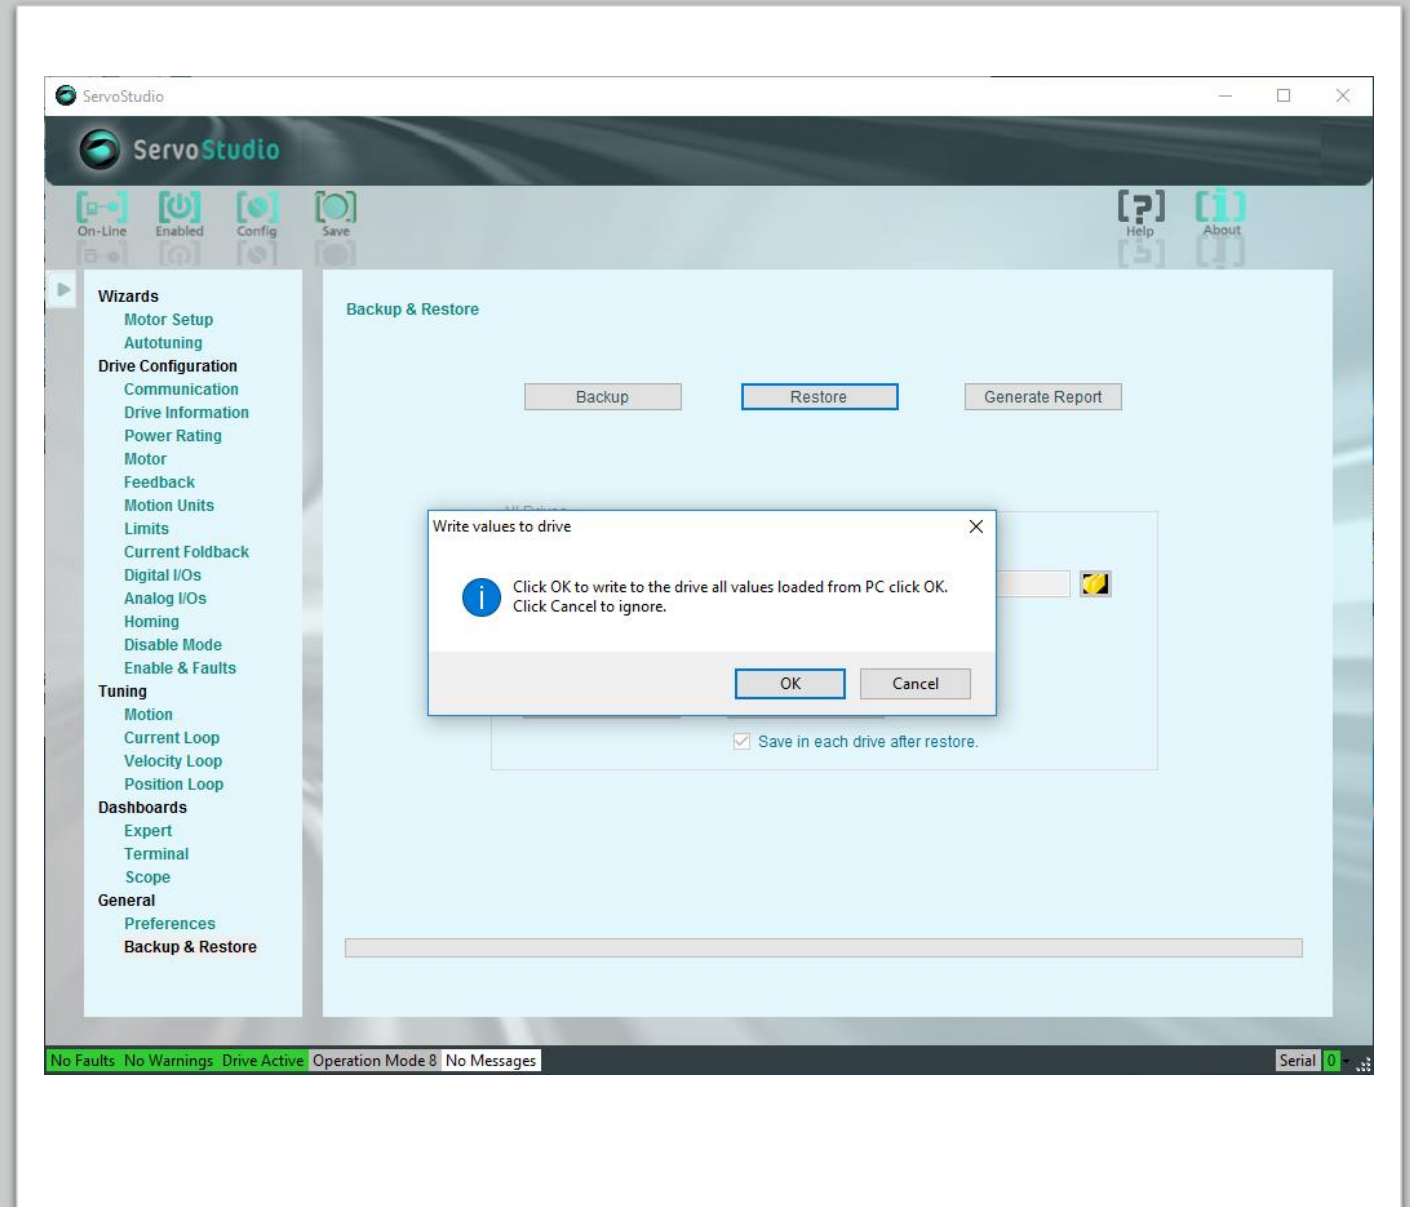 ServoStudio
ServoStudio
On-Line Enabled Config Save Help About
Wizards
Motor Setup
Autotuning
Drive Configuration
Communication
Drive Information
Power Rating
Motor
Feedback
Motion Units
Limits
Current Foldback
Digital I/Os
Analog I/Os
Homing
Disable Mode
Enable & Faults
Tuning
Motion
Current Loop
Velocity Loop
Position Loop
Dashboards
Expert
Terminal
Scope
General
Preferences
Backup & Restore
Backup & Restore
Backup Restore Generate Report
Write values to drive
Click OK to write to the drive all values loaded from PC click OK.
Click Cancel to ignore.
OK Cancel
Save in each drive after restore.
No Faults No Warnings Drive Active Operation Mode 8 No Messages Serial 0